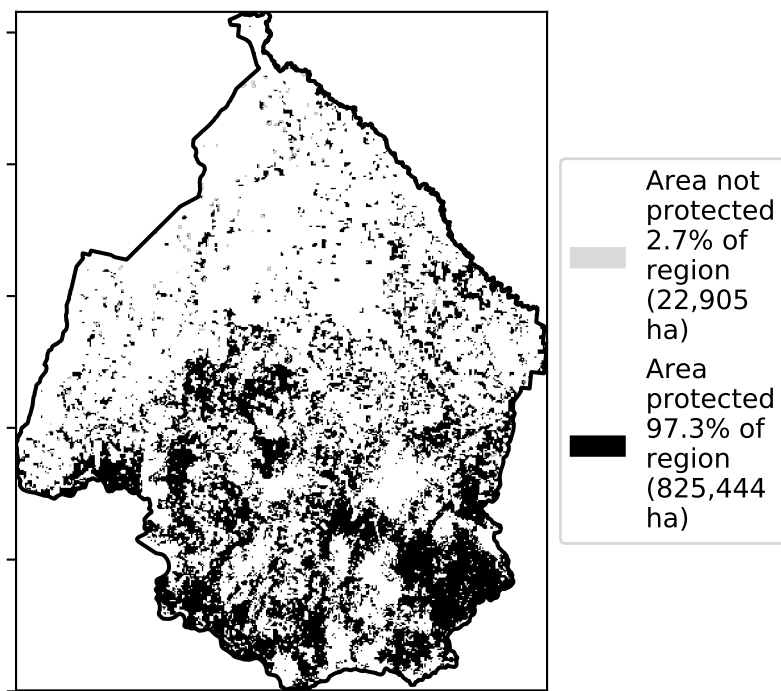 Area not
protected
2.7% of
region
(22,905
ha)
Area
protected
97.3% of
region
(825,444
ha)